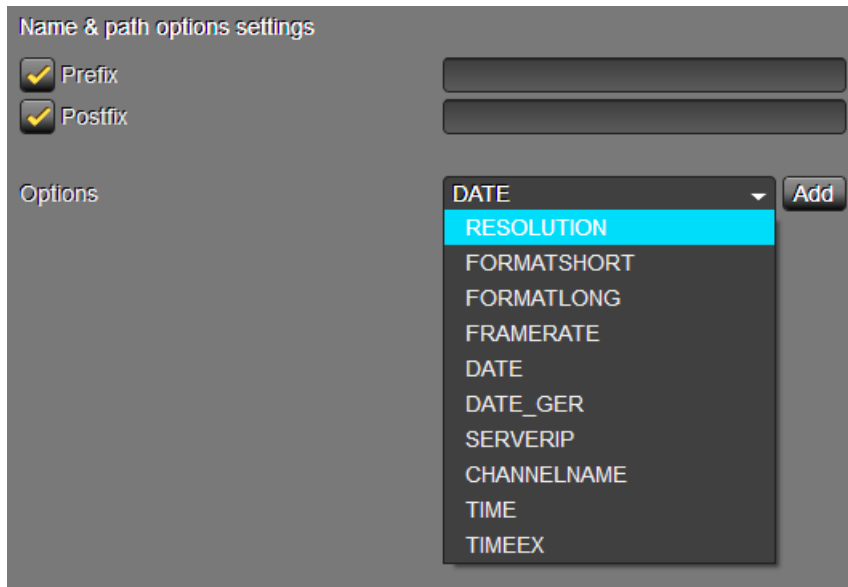 Name & path options settings
Prefix
Postfix
Options
DATE
Add
RESOLUTION
FORMATSHORT
FORMATLONG
FRAMERATE
DATE
DATE_GER
SERVERIP
CHANNELNAME
TIME
TIMEEX